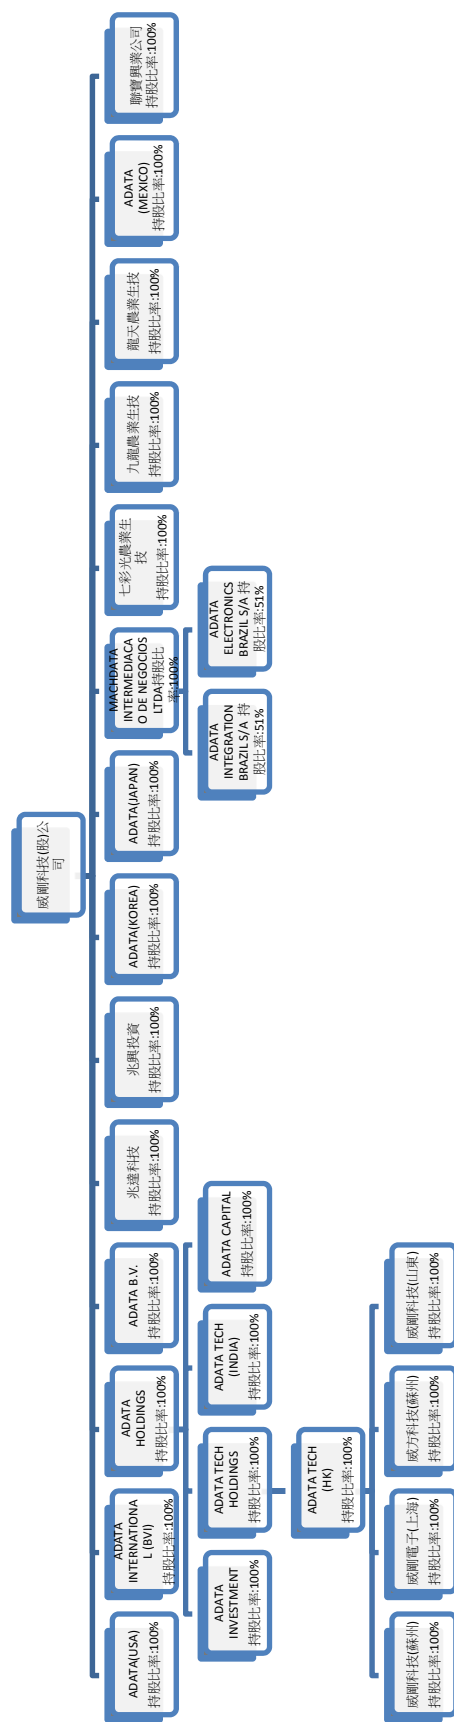 威剛科技(股)公
司
ADATA(USA)
持股比率:100%
ADATA
INTERNATIONA
L (BVI)
持股比率:100%
ADATA
HOLDINGS
持股比率:100%
ADATA B.V.
持股比率:100%
兆達科技
持股比率:100%
兆興投資
持股比率:100%
ADATA(KOREA)
持股比率:100%
ADATA(JAPAN)
持股比率:100%
MACHDATA
INTERMEDIACA
O DE NEGOCIOS
LTDA持股比
率:100%
七彩光農業生
技
持股比率:100%
九龍農業生技
持股比率:100%
龍天農業生技
持股比率:100%
ADATA
(MEXICO)
持股比率:100%
聯寶興業公司
持股比率:100%
ADATA
INVESTMENT
持股比率:100%
ADATA TECH
HOLDINGS
持股比率:100%
ADATA TECH
(INDIA)
持股比率:100%
ADATA CAPITAL
持股比率:100%
ADATA
INTEGRATION
BRAZIL S/A 持
股比率:51%
ADATA
ELECTRONICS
BRAZIL S/A 持
股比率:51%
ADATA TECH
(HK)
持股比率:100%
威剛科技(蘇州)
持股比率:100%
威剛電子(上海)
持股比率:100%
威方科技(蘇州)
持股比率:100%
威剛科技(山東)
持股比率:100%